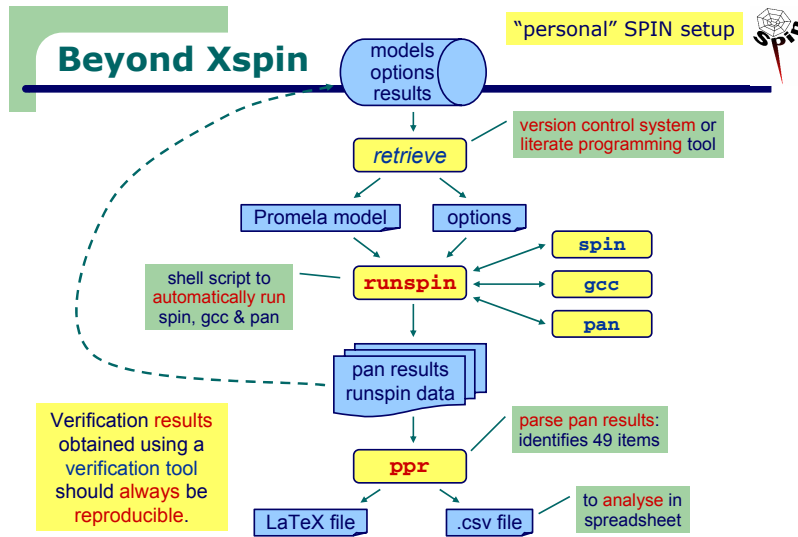 “personal” SPIN setup
Spin
Beyond Xspin
models
options
results
version control system or
literate programming tool
retrieve
Promela model
options
spin
shell script to
automatically run
spin, gcc & pan
runspin
gcc
pan
pan results
runspin data
Verification results
obtained using a
verification tool
should always be
reproducible.
parse pan results:
identifies 49 items
ppr
LaTeX file
.csv file
to analyse in
spreadsheet